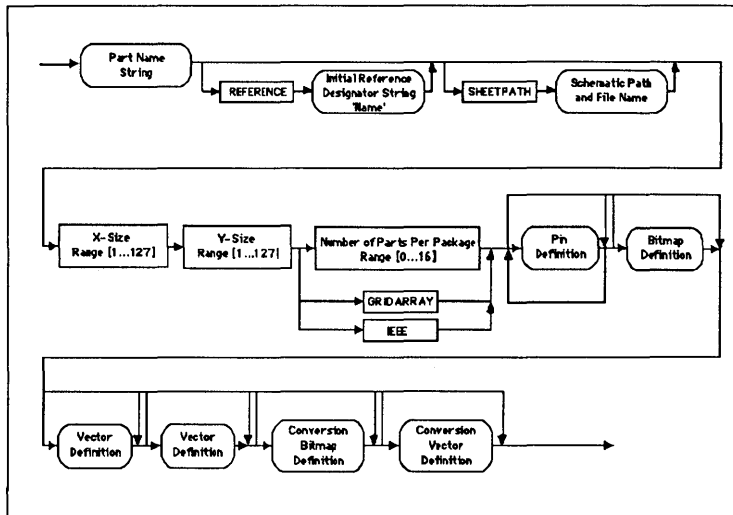 Part Name
String
REFERENCE
Initial Reference
Designator String
'Name'
SHEETPATH
Schematic Path
and File Name
X-Size
Range [1...127]
Y-Size
Range [1...127]
Number of Parts Per Package
Range [0...16]
GRIDARRAY
IEEE
Pin
Definition
Bitmap
Definition
Vector
Definition
Vector
Definition
Conversion
Bitmap
Definition
Conversion
Vector
Definition